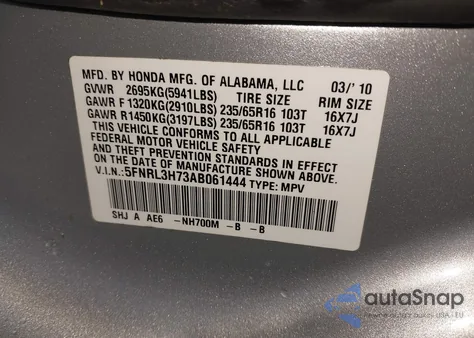 MFD. BY HONDA MFG. OF ALABAMA, LLC 03/'10
GVWR 2695KG(5941LBS) TIRE SIZE RIM SIZE
GAWR F 1320KG(2910LBS) 235/65R16 103T 16X7J
GAWR R1450KG(3197LBS) 235/65R16 103T 16X7J
THIS VEHICLE CONFORMS TO ALL APPLICABLE
FEDERAL MOTOR VEHICLE SAFETY STANDARDS IN
EFFECT ON THE DATE OF MANUFACTURE SHOWN ABOVE.
V.I.N.:5FNRL3H73AB061444 TYPE: MPV
SHJ A AE6 -NH700M -B -B
autoSnap